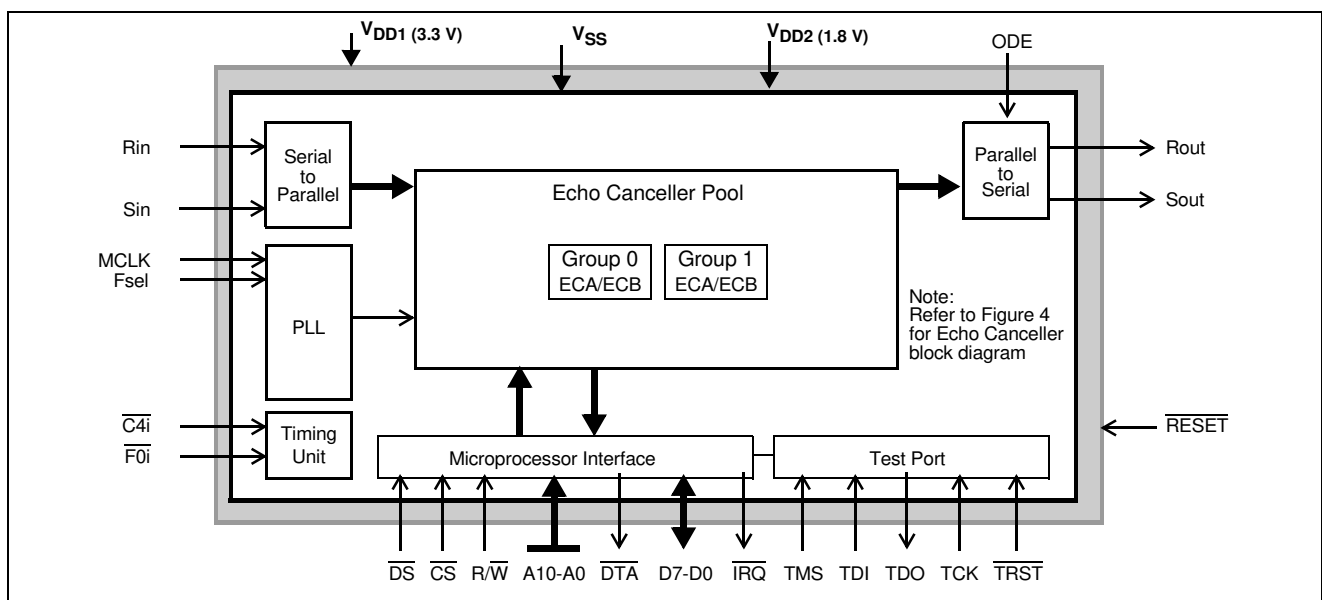 VDD1 (3.3 V)
VSS
VDD2 (1.8 V)
ODE
Rin
Sin
Serial
to
Parallel
Echo Canceller Pool
Group 0
ECA/ECB
Group 1
ECA/ECB
Parallel
to
Serial
Rout
Sout
MCLK
Fsel
PLL
Note:
Refer to Figure 4
for Echo Canceller
block diagram
C4i
F0i
Timing
Unit
RESET
Microprocessor Interface
Test Port
DS
CS
R/W
A10-A0
DTA
D7-D0
IRQ
TMS
TDI
TDO
TCK
TRST